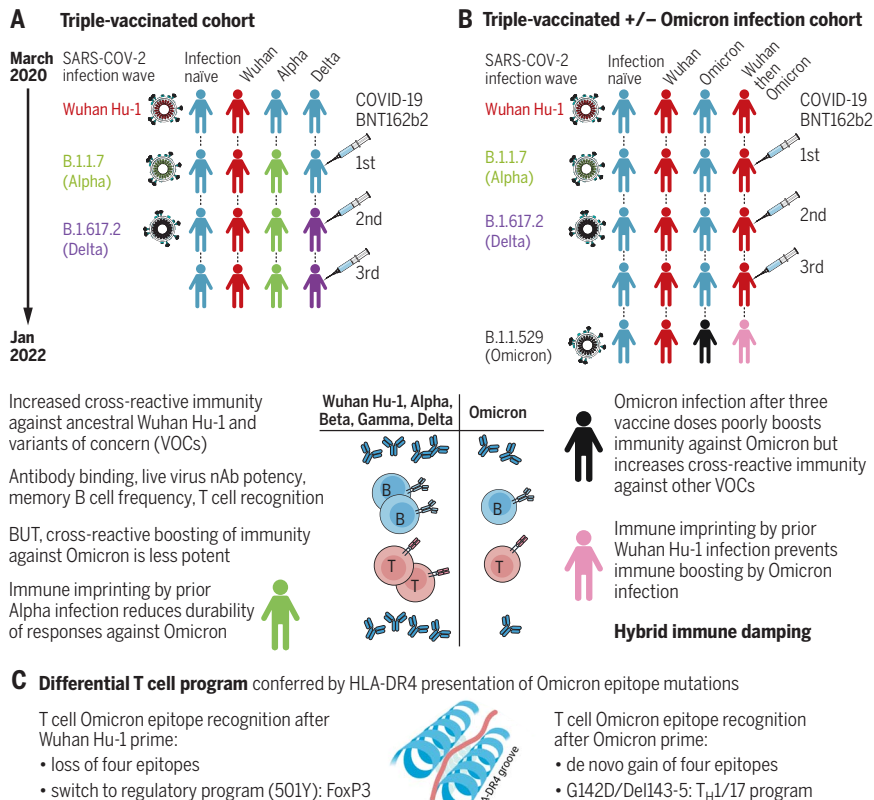 A Triple-vaccinated cohort
March
2020
SARS-COV-2
infection wave
Infection
naïve
Wuhan
Alpha
Delta
Wuhan Hu-1
COVID-19
BNT162b2
B.1.1.7
(Alpha)
1st
B.1.617.2
(Delta)
2nd
3rd
Jan
2022
B Triple-vaccinated +/– Omicron infection cohort
SARS-COV-2
infection wave
Infection
naïve
Wuhan
Omicron
Wuhan
then
Omicron
Wuhan Hu-1
COVID-19
BNT162b2
B.1.1.7
(Alpha)
1st
B.1.617.2
(Delta)
2nd
3rd
B.1.1.529
(Omicron)
Increased cross-reactive immunity
against ancestral Wuhan Hu-1 and
variants of concern (VOCs)
Antibody binding, live virus nAb potency,
memory B cell frequency, T cell recognition
BUT, cross-reactive boosting of immunity
against Omicron is less potent
Immune imprinting by prior
Alpha infection reduces durability
of responses against Omicron
Wuhan Hu-1, Alpha,
Beta, Gamma, Delta
Omicron
B
B
B
T
T
T
Omicron infection after three
vaccine doses poorly boosts
immunity against Omicron but
increases cross-reactive immunity
against other VOCs
Immune imprinting by prior
Wuhan Hu-1 infection prevents
immune boosting by Omicron
infection
Hybrid immune damping
C Differential T cell program conferred by HLA-DR4 presentation of Omicron epitope mutations
T cell Omicron epitope recognition after
Wuhan Hu-1 prime:
• loss of four epitopes
• switch to regulatory program (501Y): FoxP3
groove
T cell Omicron epitope recognition
after Omicron prime:
• de novo gain of four epitopes
• G142D/Del143-5: TH1/17 program